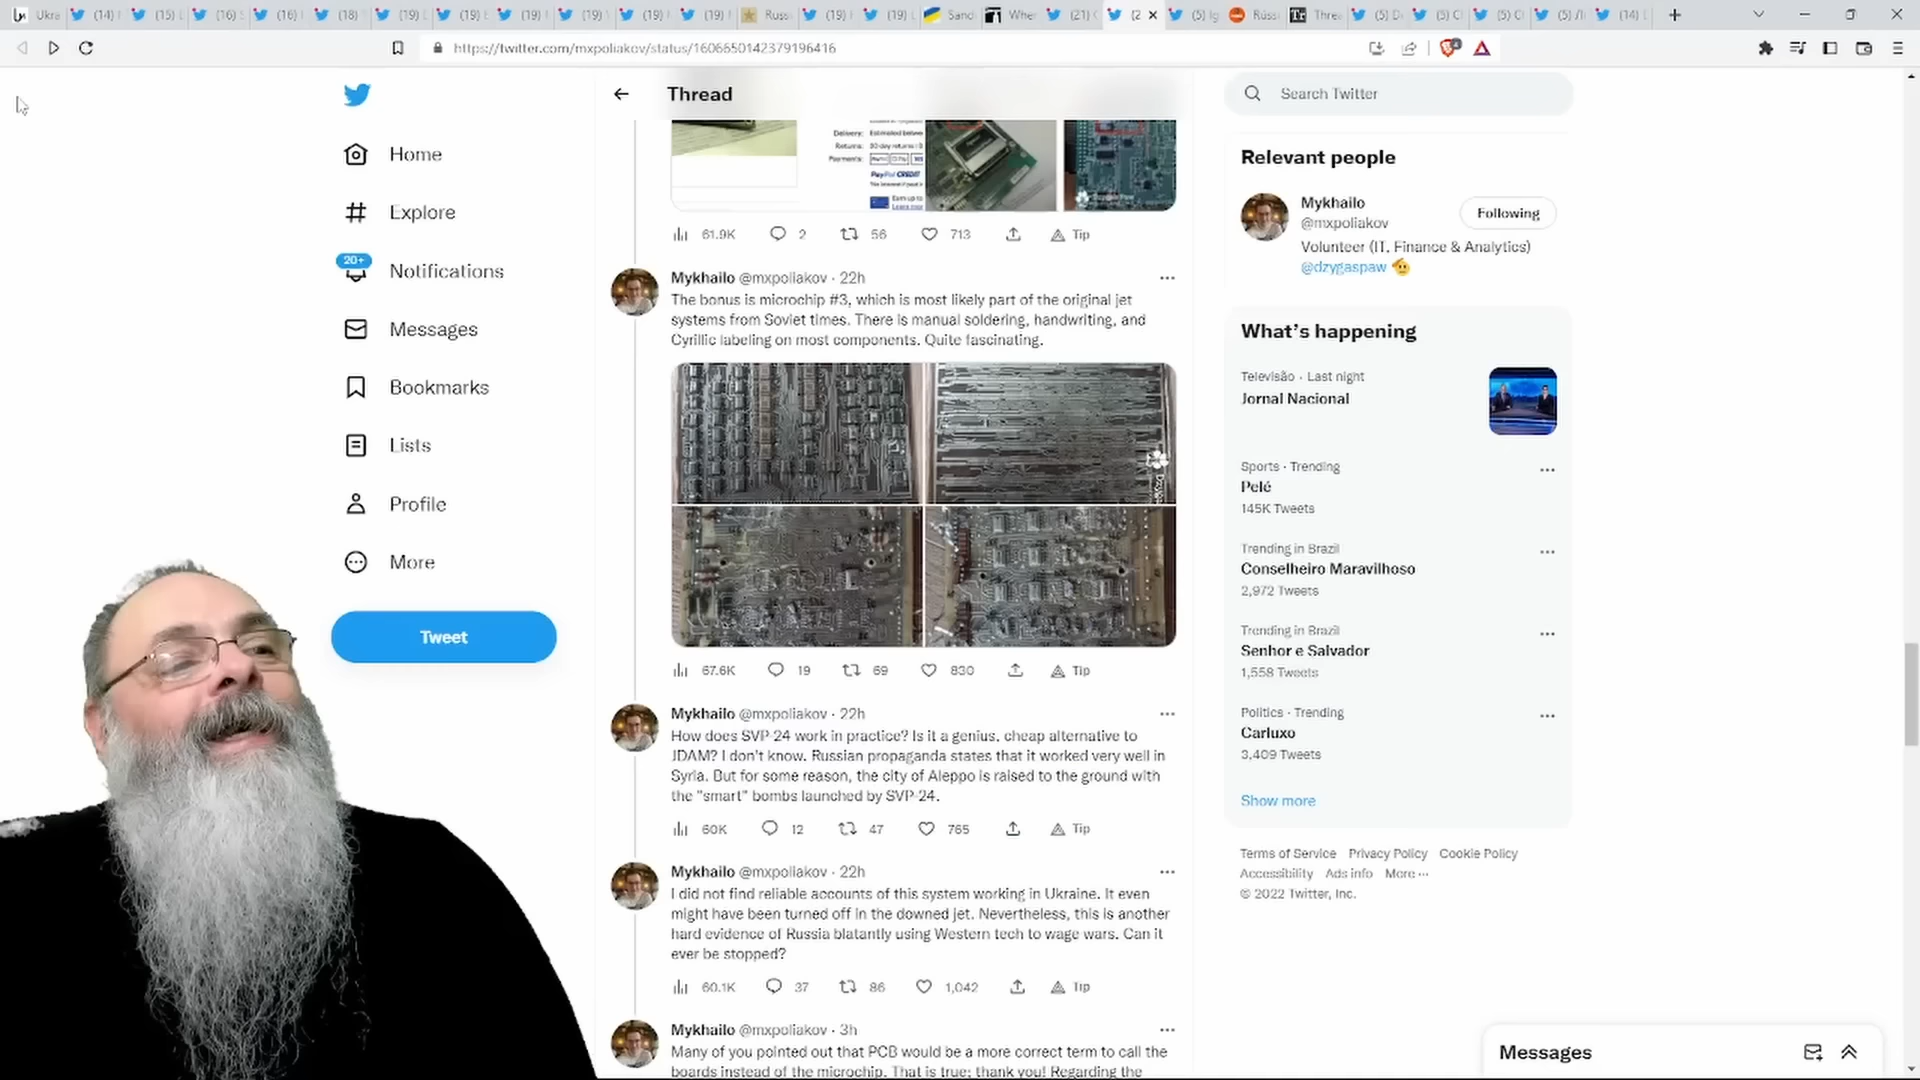 https://twitter.com/mxpoliakov/status/1606650142379196416
Home
Explore
20+
Notifications
Messages
Bookmarks
Lists
Profile
More
Tweet
Thread
Delivery:
Returns:
Payments:
PayPal
CREDIT
61.9K 2 56 713 Tip
Mykhailo @mxpoliakov · 22h
The bonus is microchip #3, which is most likely part of the original jet
systems from Soviet times. There is manual soldering, handwriting, and
Cyrillic labeling on most components. Quite fascinating.
67.6K 19 69 830 Tip
Mykhailo @mxpoliakov · 22h
How does SVP-24 work in practice? Is it a genius, cheap alternative to
JDAM? I don't know. Russian propaganda states that it worked very well in
Syria. But for some reason, the city of Aleppo is raised to the ground with
the "smart" bombs launched by SVP-24.
60K 12 47 765 Tip
Mykhailo @mxpoliakov · 22h
I did not find reliable accounts of this system working in Ukraine. It even
might have been turned off in the downed jet. Nevertheless, this is another
hard evidence of Russia blatantly using Western tech to wage wars. Can it
ever be stopped?
60.1K 37 86 1,042 Tip
Mykhailo @mxpoliakov · 3h
Many of you pointed out that PCB would be a more correct term to call the
boards instead of the microchip. That is true; thank you! Regarding the
Search Twitter
Relevant people
Mykhailo
@mxpoliakov
Following
Volunteer (IT, Finance & Analytics)
@dzygaspaw
What's happening
Televisão · Last night
Jornal Nacional
Sports · Trending
Pelé
145K Tweets
Trending in Brazil
Conselheiro Maravilhoso
2,972 Tweets
Trending in Brazil
Senhor e Salvador
1,558 Tweets
Politics · Trending
Carluxo
3,409 Tweets
Show more
Terms of Service Privacy Policy Cookie Policy
Accessibility Ads info More ···
© 2022 Twitter, Inc.
Messages